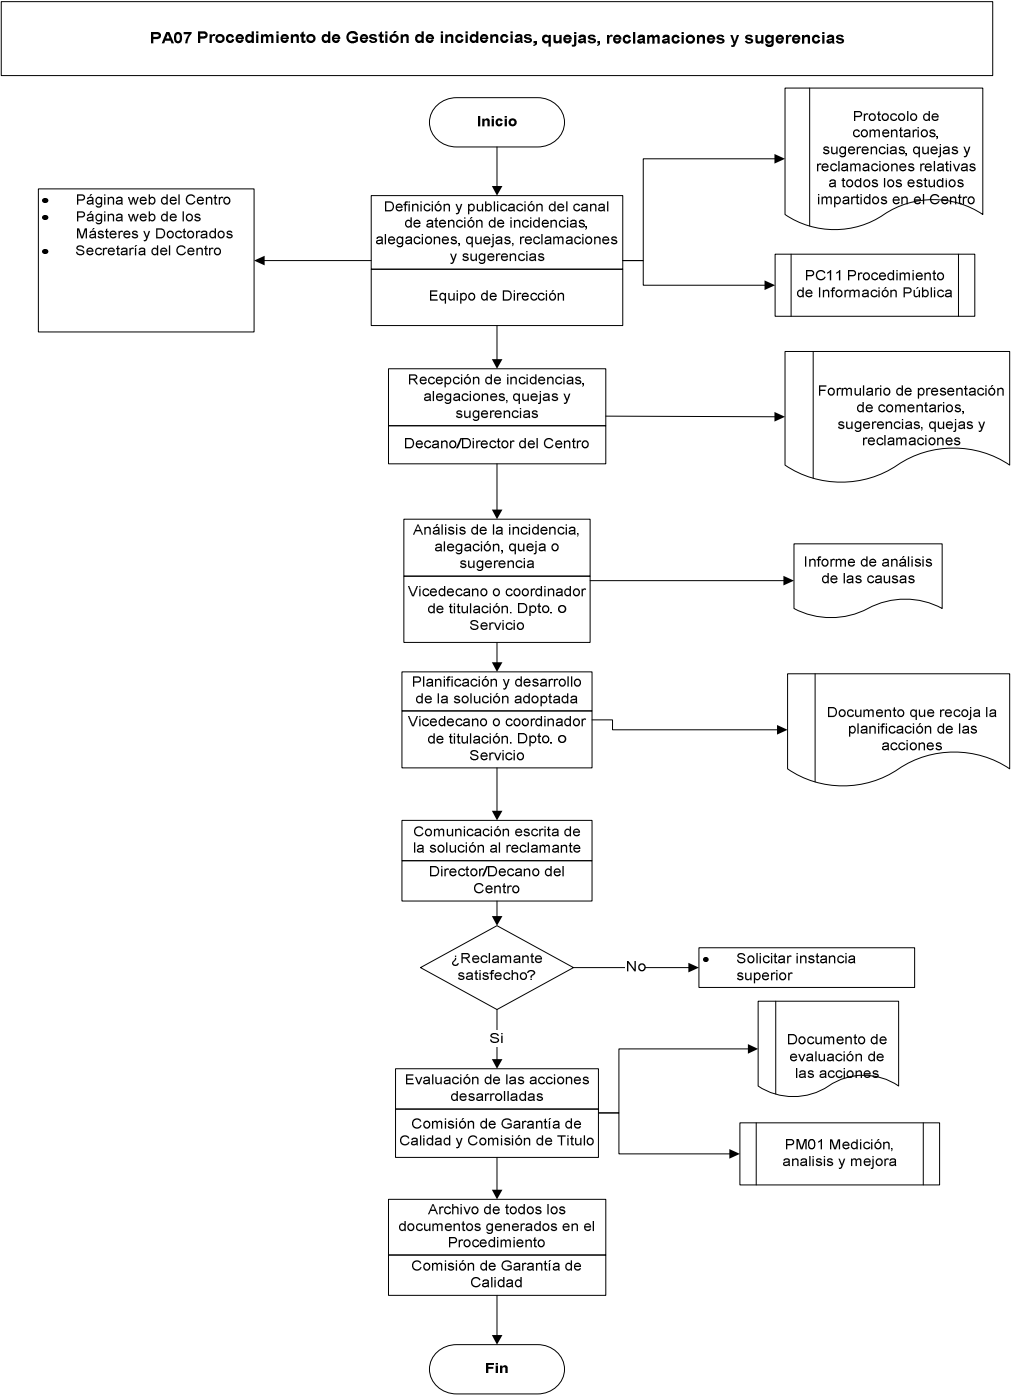 PA07 Procedimiento de Gestión de incidencias, quejas, reclamaciones y sugerencias
Inicio
Protocolo de
comentarios,
sugerencias, quejas y
reclamaciones relativas
a todos los estudios
impartidos en el Centro
• Página web del Centro
• Página web de los
Másteres y Doctorados
• Secretaría del Centro
Definición y publicación del canal
de atención de incidencias,
alegaciones, quejas, reclamaciones
y sugerencias
Equipo de Dirección
PC11 Procedimiento
de Información Pública
Recepción de incidencias,
alegaciones, quejas y
sugerencias
Decano/Director del Centro
Formulario de presentación
de comentarios,
sugerencias, quejas y
reclamaciones
Análisis de la incidencia,
alegación, queja o
sugerencia
Vicedecano o coordinador
de titulación. Dpto. o
Servicio
Informe de análisis
de las causas
Planificación y desarrollo
de la solución adoptada
Vicedecano o coordinador
de titulación. Dpto. o
Servicio
Documento que recoja la
planificación de las
acciones
Comunicación escrita de
la solución al reclamante
Director/Decano del
Centro
¿Reclamante
satisfecho?
No
• Solicitar instancia
superior
Si
Documento de
evaluación de
las acciones
Evaluación de las acciones
desarrolladas
Comisión de Garantía de
Calidad y Comisión de Titulo
PM01 Medición,
analisis y mejora
Archivo de todos los
documentos generados en el
Procedimiento
Comisión de Garantía de
Calidad
Fin